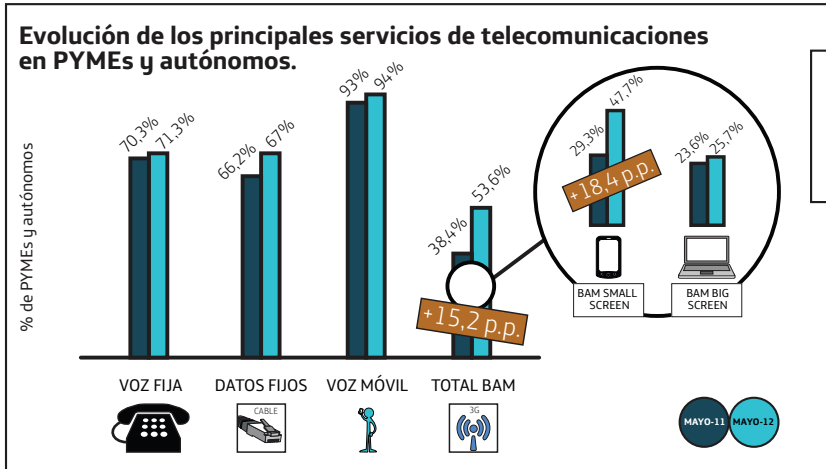 Evolución de los principales servicios de telecomunicaciones
en PYMEs y autónomos.
% de PYMEs y autónomos
70,3%
71,3%
66,2%
67%
93%
94%
38,4%
53,6%
+15,2 p.p.
29,3%
47,7%
+18,4 p.p.
23,6%
25,7%
BAM SMALL
SCREEN
BAM BIG
SCREEN
VOZ FIJA
DATOS FIJOS
VOZ MÓVIL
TOTAL BAM
CABLE
3G
MAYO-11
MAYO-12